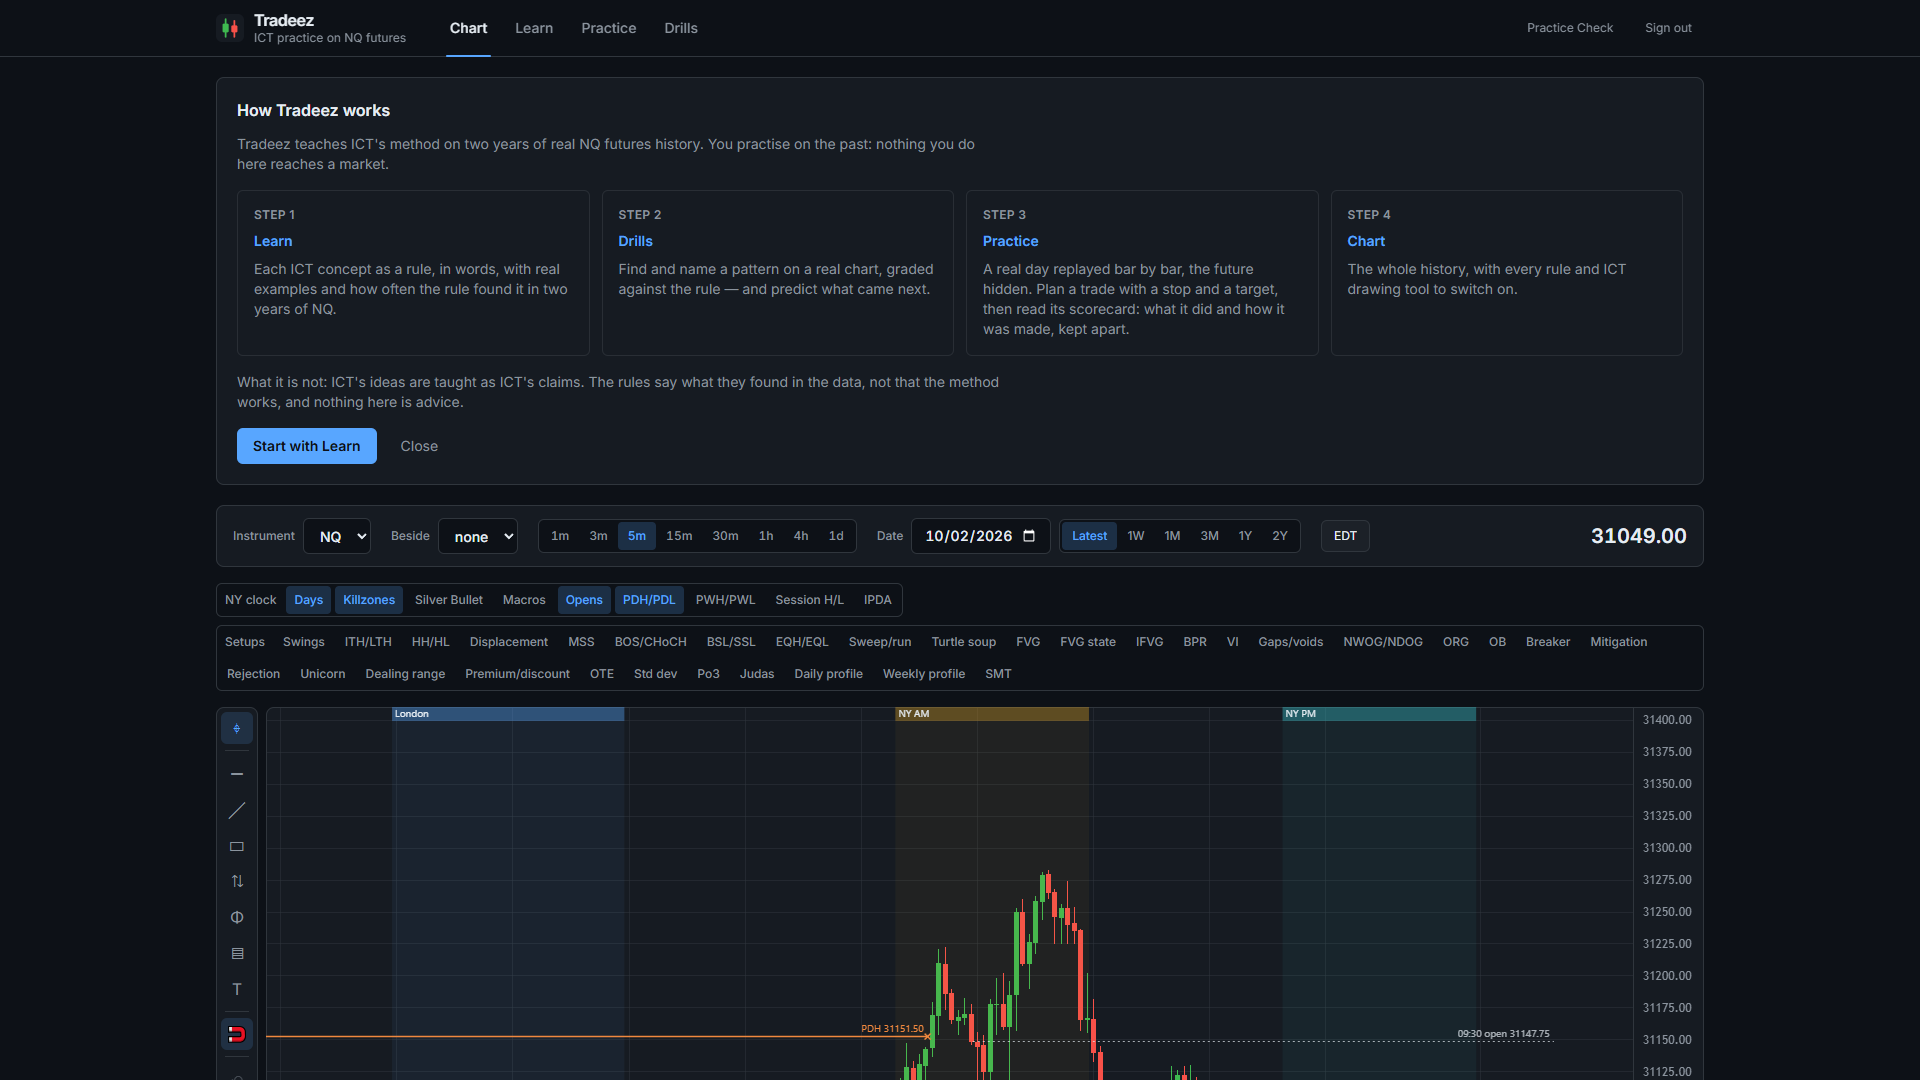 Tradeez
ICT practice on NQ futures
Chart
Learn
Practice
Drills
Practice Check
Sign out
How Tradeez works
Tradeez teaches ICT's method on two years of real NQ futures history. You practise on the past: nothing you do
here reaches a market.
STEP 1
Learn
Each ICT concept as a rule, in words, with real
examples and how often the rule found it in two
years of NQ.
STEP 2
Drills
Find and name a pattern on a real chart, graded
against the rule — and predict what came next.
STEP 3
Practice
A real day replayed bar by bar, the future
hidden. Plan a trade with a stop and a target,
then read its scorecard: what it did and how it
was made, kept apart.
STEP 4
Chart
The whole history, with every rule and ICT
drawing tool to switch on.
What it is not: ICT's ideas are taught as ICT's claims. The rules say what they found in the data, not that the method
works, and nothing here is advice.
Start with Learn
Close
Instrument NQ Beside none 1m 3m 5m 15m 30m 1h 4h 1d Date 10/02/2026 Latest 1W 1M 3M 1Y 2Y EDT 31049.00
NY clock Days Killzones Silver Bullet Macros Opens PDH/PDL PWH/PWL Session H/L IPDA
Setups Swings ITH/LTH HH/HL Displacement MSS BOS/CHoCH BSL/SSL EQH/EQL Sweep/run Turtle soup FVG FVG state IFVG BPR VI Gaps/voids NWOG/NDOG ORG OB Breaker Mitigation
Rejection Unicorn Dealing range Premium/discount OTE Std dev Po3 Judas Daily profile Weekly profile SMT
London
NY AM
NY PM
T
PDH 31151.50
09:30 open 31147.75
31400.00
31375.00
31350.00
31325.00
31300.00
31275.00
31250.00
31225.00
31200.00
31175.00
31150.00
31125.00